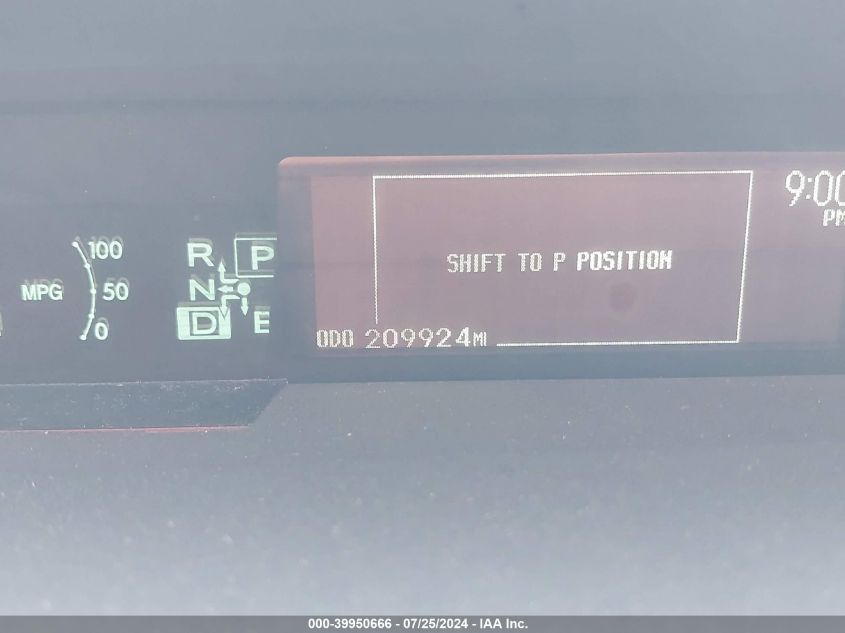 9:00
PM
100
R P
SHIFT TO P POSITION
MPG 50
N
0
D
ODO 209924MI
000-39950666 - 07/25/2024 - IAA Inc.